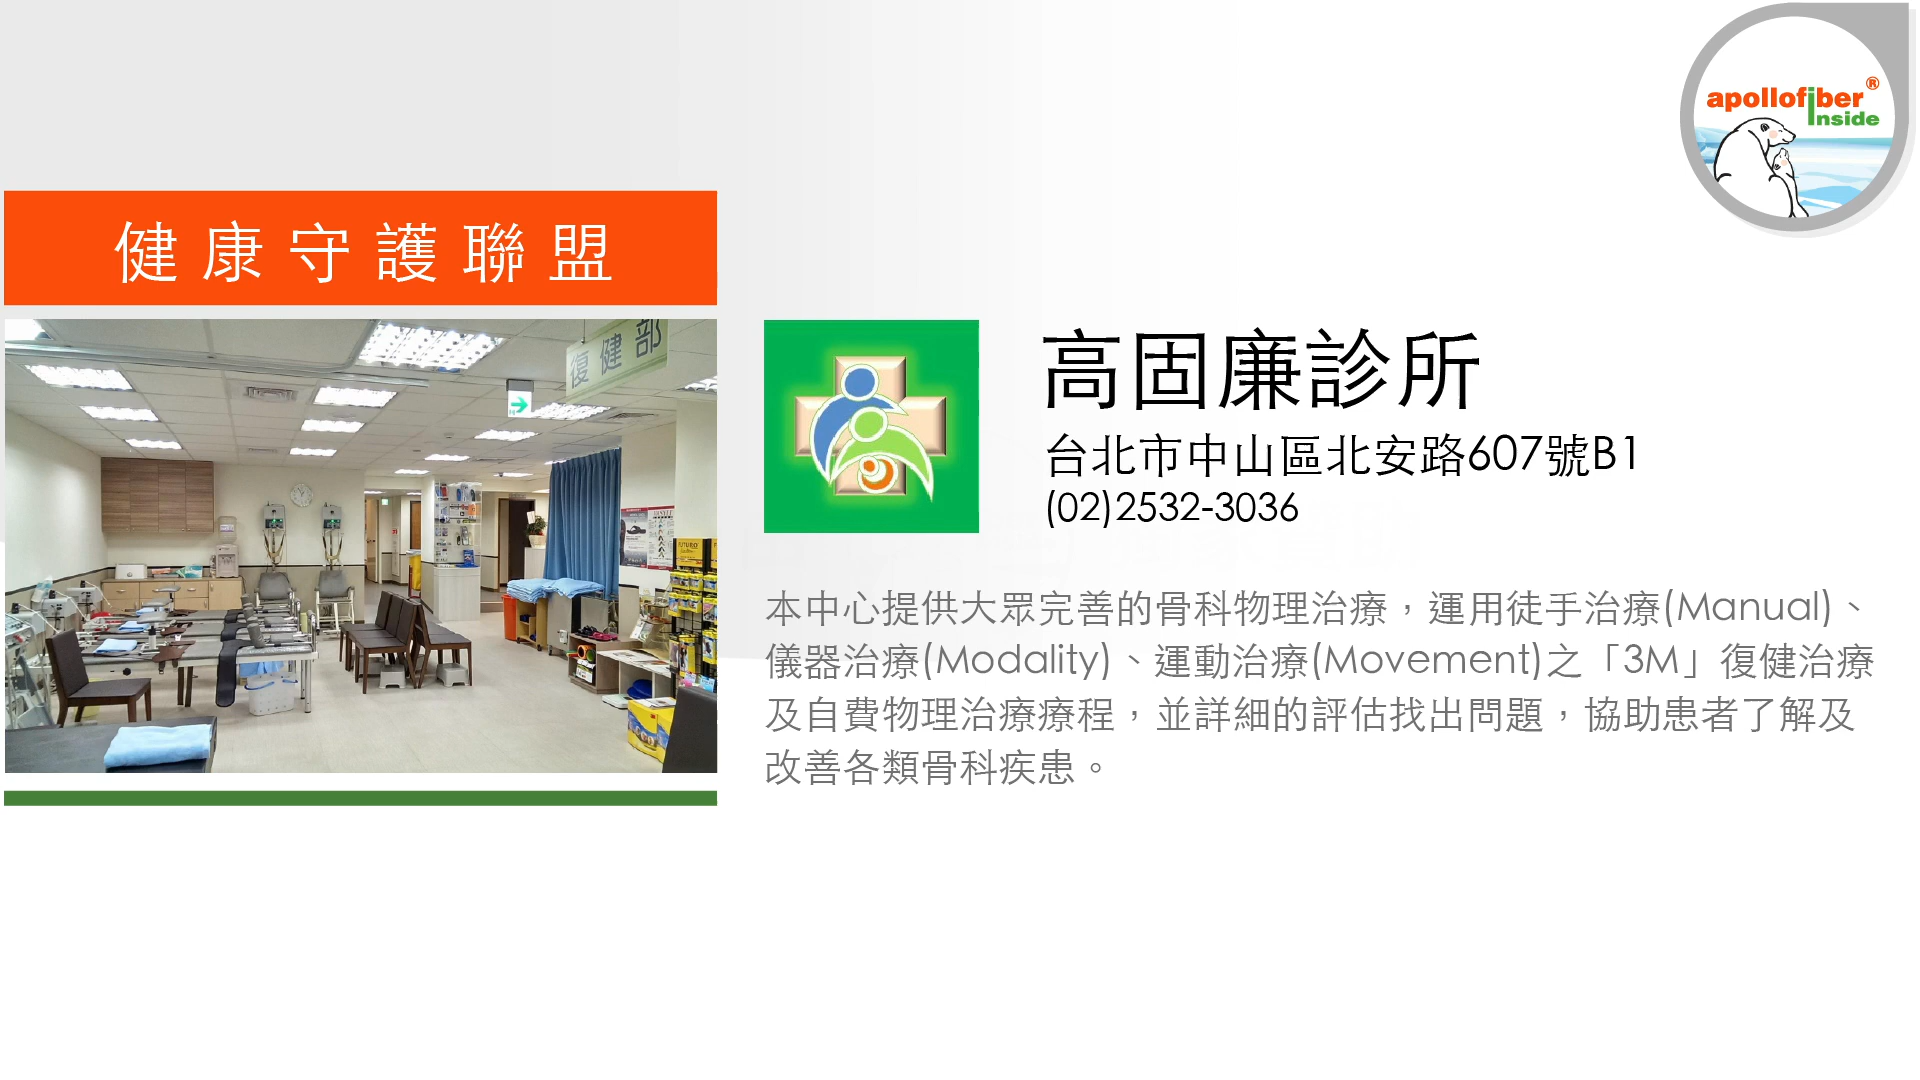 apollofiber®
inside
健康守護聯盟
復健部
FUTURO
高固廉診所
台北市中山區北安路607號B1
(02)2532-3036
本中心提供大眾完善的骨科物理治療，運用徒手治療(Manual)、
儀器治療(Modality)、運動治療(Movement)之「3M」復健治療
及自費物理治療療程，並詳細的評估找出問題，協助患者了解及
改善各類骨科疾患。